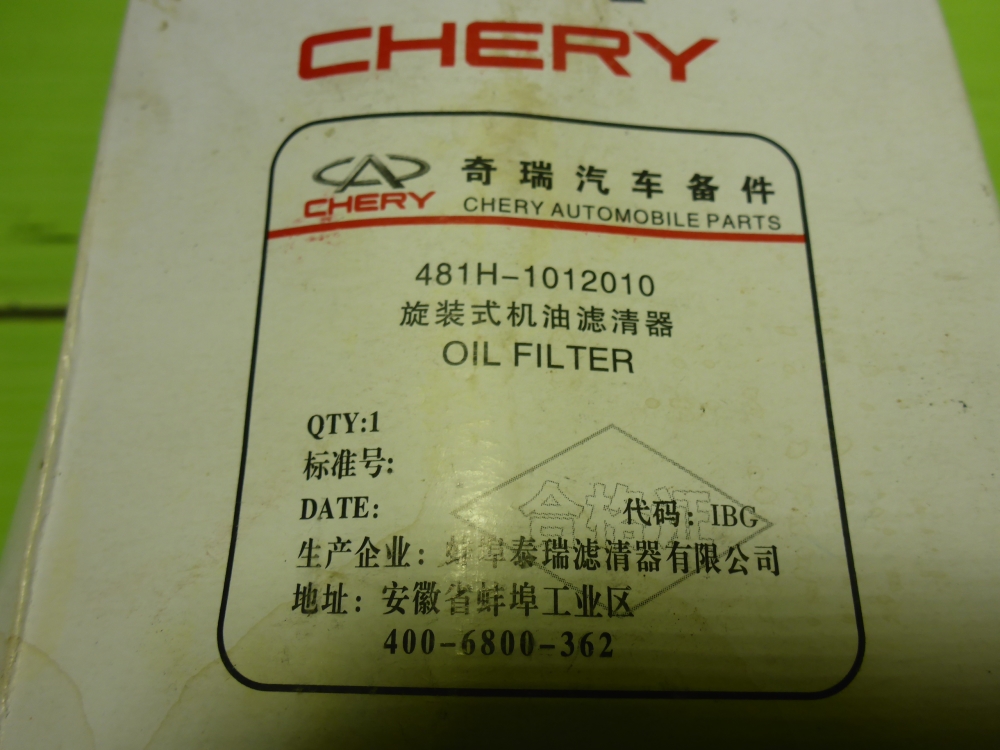 CHERY
CHERY
奇瑞汽车备件
CHERY AUTOMOBILE PARTS
481H-1012010
旋装式机油滤清器
OIL FILTER
QTY:1
标准号:
DATE:
合格证
代码: IBG
生产企业: 蚌埠泰瑞滤清器有限公司
地址: 安徽省蚌埠工业区
400-6800-362